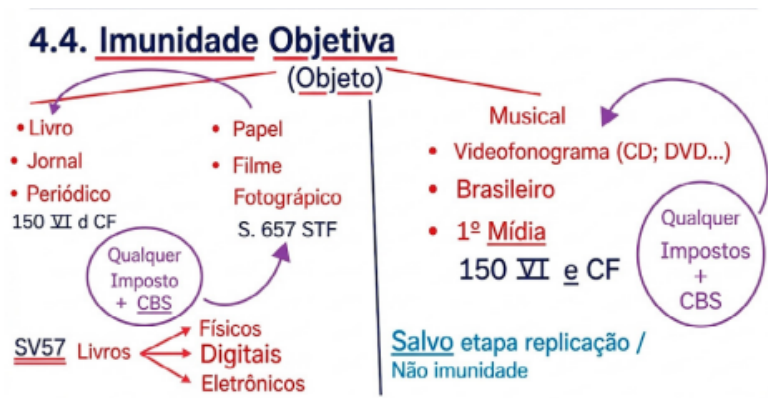 4.4. Imunidade Objetiva
(Objeto)
• Livro
• Jornal
• Periódico
150 VI d CF
• Papel
• Filme
Fotográpico
S. 657 STF
Qualquer
Imposto
+ CBS
SV57 Livros
Físicos
Digitais
Eletrônicos
Musical
• Videofonograma (CD; DVD...)
• Brasileiro
• 1º Mídia
150 VI e CF
Qualquer
Impostos
+
CBS
Salvo etapa replicação /
Não imunidade